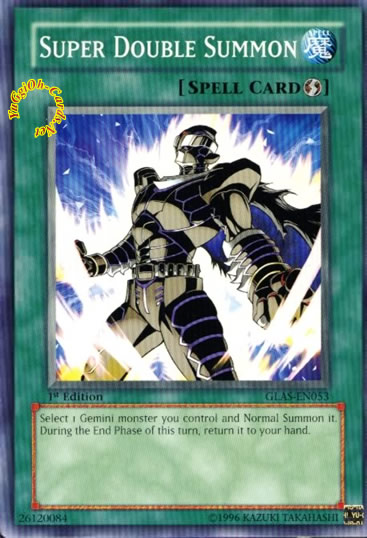 SUPER DOUBLE SUMMON 魔
[SPELL CARD]
YuGgiOh-Cards.Net
1st Edition GLAS-EN053
Select 1 Gemini monster you control and Normal Summon it.
During the End Phase of this turn, return it to your hand.
26120084 ©1996 KAZUKI TAKAHASHI